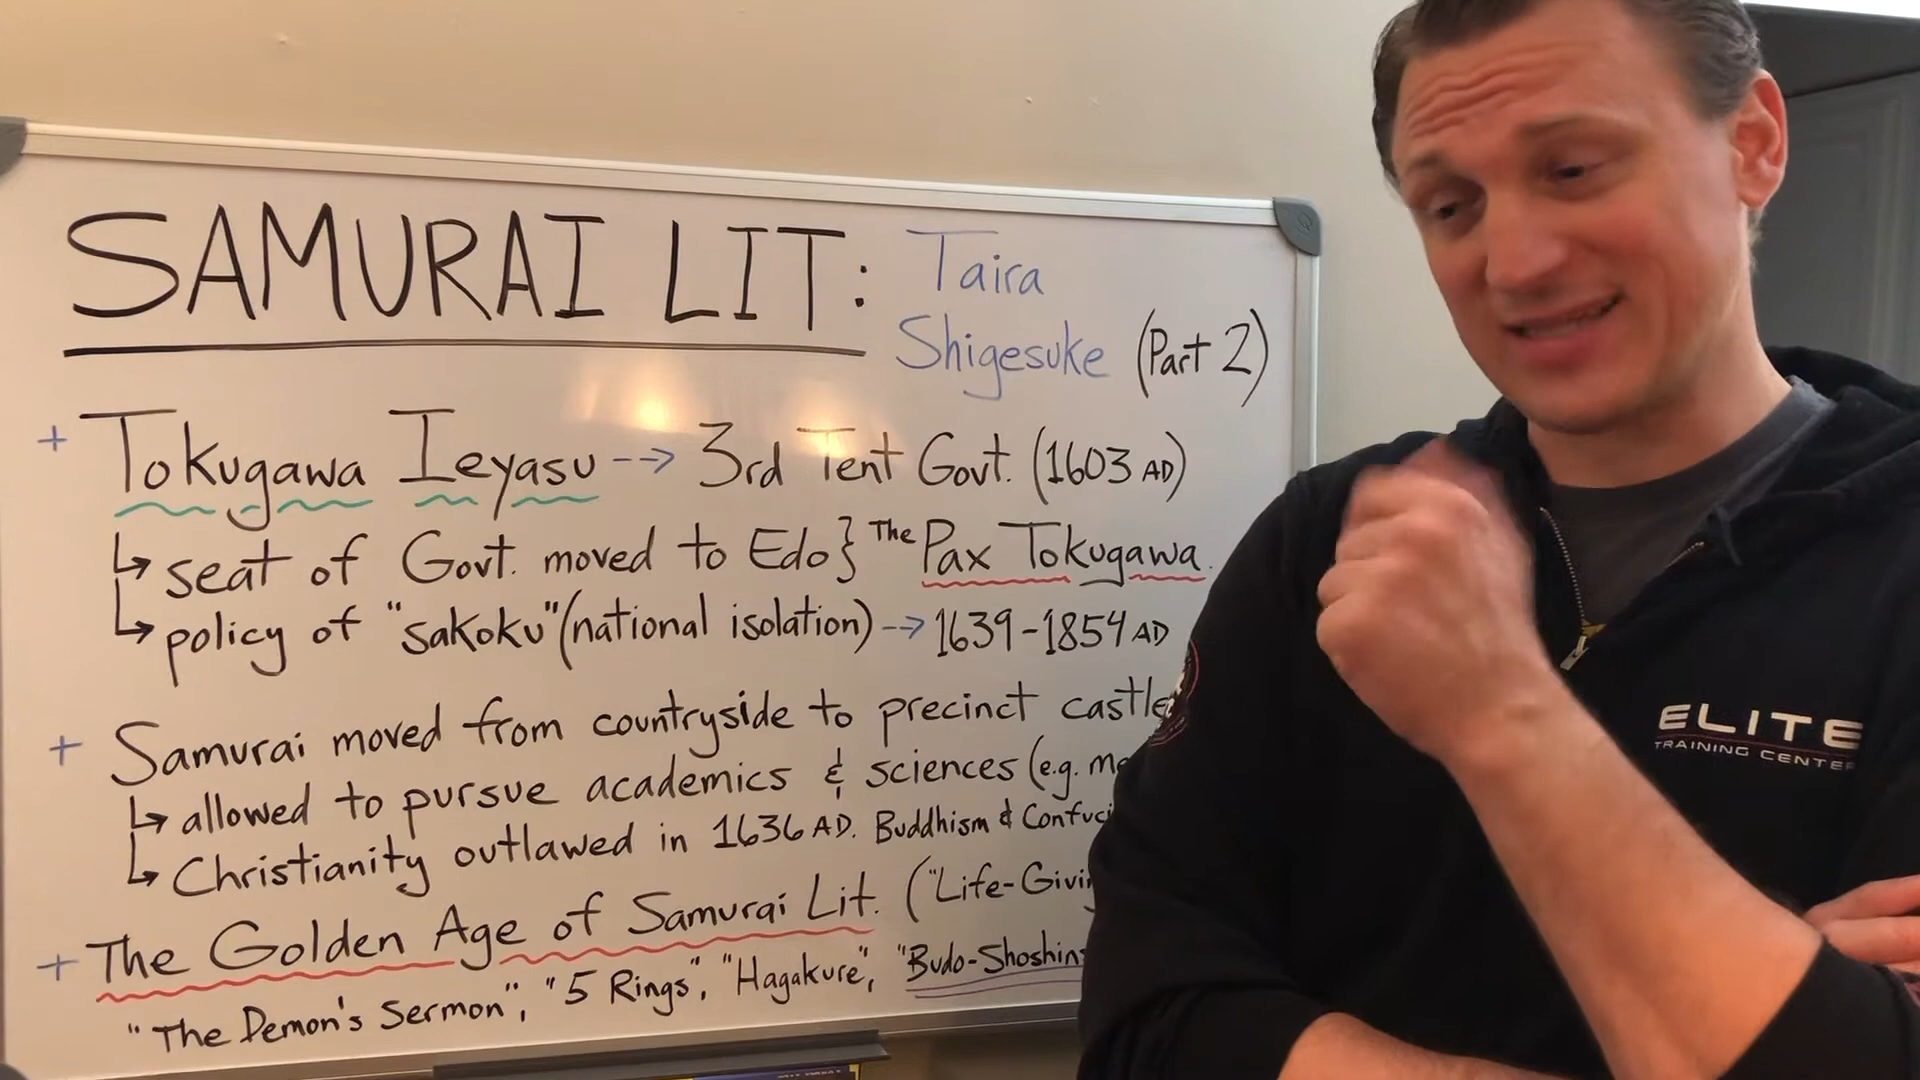 SAMURAI LIT: Taira
Shigesuke (Part 2)
+ Tokugawa Ieyasu --> 3rd Tent Govt. (1603 AD)
↳ seat of Govt. moved to Edo} The Pax Tokugawa.
↳ policy of "sakoku" (national isolation) --> 1639-1854 AD
+ Samurai moved from countryside to precinct castle
↳ allowed to pursue academics & sciences (e.g.
↳ Christianity outlawed in 1636 AD. Buddhism & Confuci
+ The Golden Age of Samurai Lit. ("Life-Givi
"The Demon's Sermon", "5 Rings", "Hagakure", "Budo-Shoshin
ELITE
TRAINING CENTER